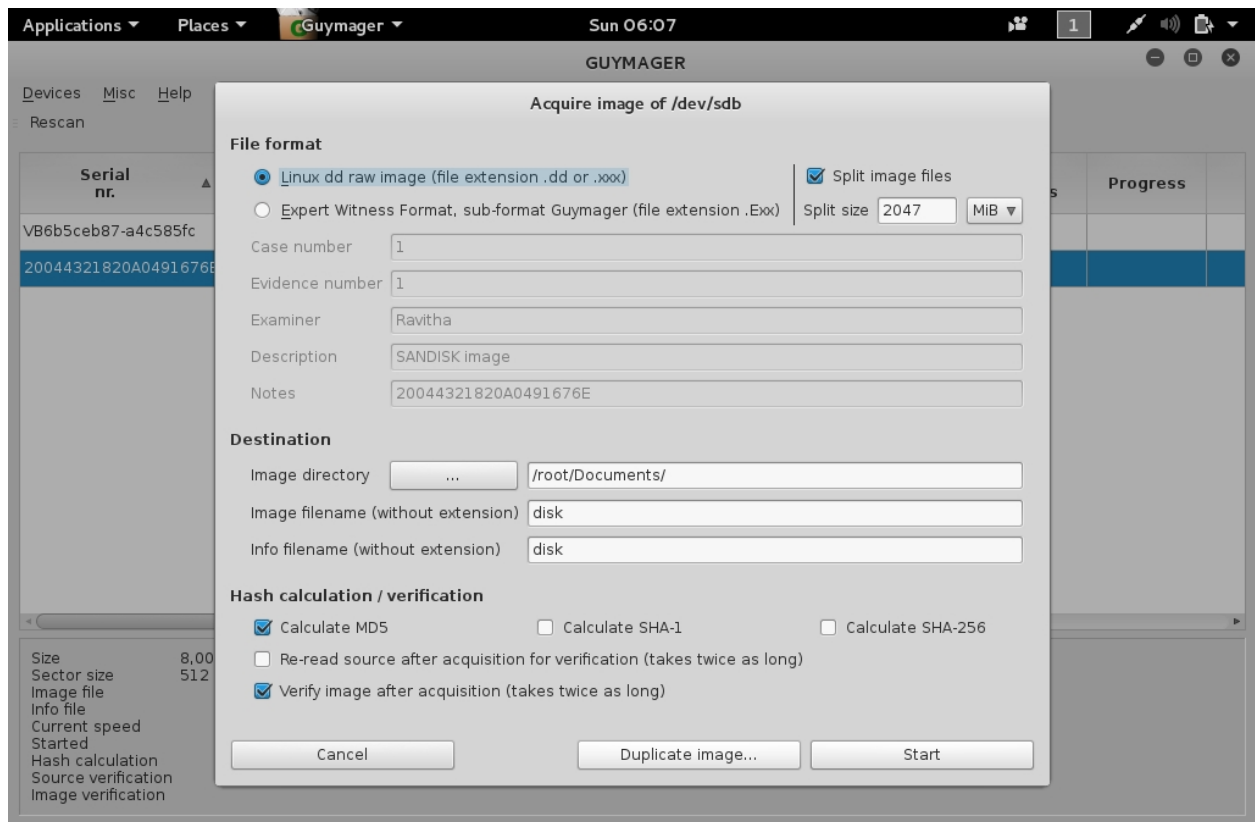 Applications Places Guymager Sun 06:07 1
GUYMAGER
Devices Misc Help
Rescan
Serial nr.
Progress
VB6b5ceb87-a4c585fc
20044321820A0491676E
Acquire image of /dev/sdb
File format
Linux dd raw image (file extension .dd or .xxx)
Split image files
Expert Witness Format, sub-format Guymager (file extension .Exx)
Split size 2047 MiB
Case number 1
Evidence number 1
Examiner Ravitha
Description SANDISK image
Notes 20044321820A0491676E
Destination
Image directory ... /root/Documents/
Image filename (without extension) disk
Info filename (without extension) disk
Hash calculation / verification
Calculate MD5 Calculate SHA-1 Calculate SHA-256
Re-read source after acquisition for verification (takes twice as long)
Verify image after acquisition (takes twice as long)
Cancel Duplicate image... Start
Size 8,00
Sector size 512
Image file
Info file
Current speed
Started
Hash calculation
Source verification
Image verification